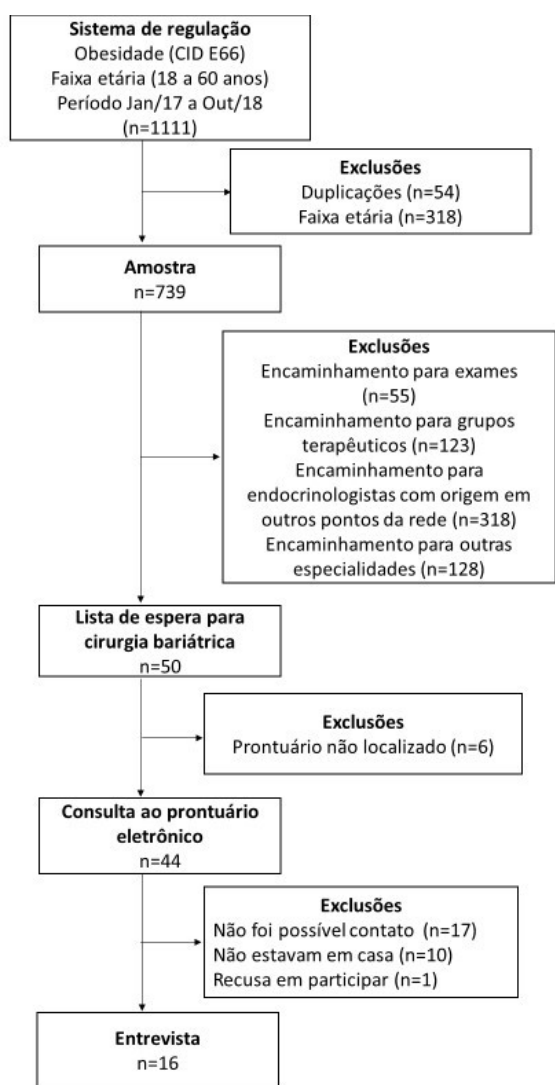 Sistema de regulação
Obesidade (CID E66)
Faixa etária (18 a 60 anos)
Período Jan/17 a Out/18
(n=1111)
Exclusões
Duplicações (n=54)
Faixa etária (n=318)
Amostra
n=739
Exclusões
Encaminhamento para exames
(n=55)
Encaminhamento para grupos
terapêuticos (n=123)
Encaminhamento para
endocrinologistas com origem em
outros pontos da rede (n=318)
Encaminhamento para outras
especialidades (n=128)
Lista de espera para
cirurgia bariátrica
n=50
Exclusões
Prontuário não localizado (n=6)
Consulta ao prontuário
eletrônico
n=44
Exclusões
Não foi possível contato (n=17)
Não estavam em casa (n=10)
Recusa em participar (n=1)
Entrevista
n=16